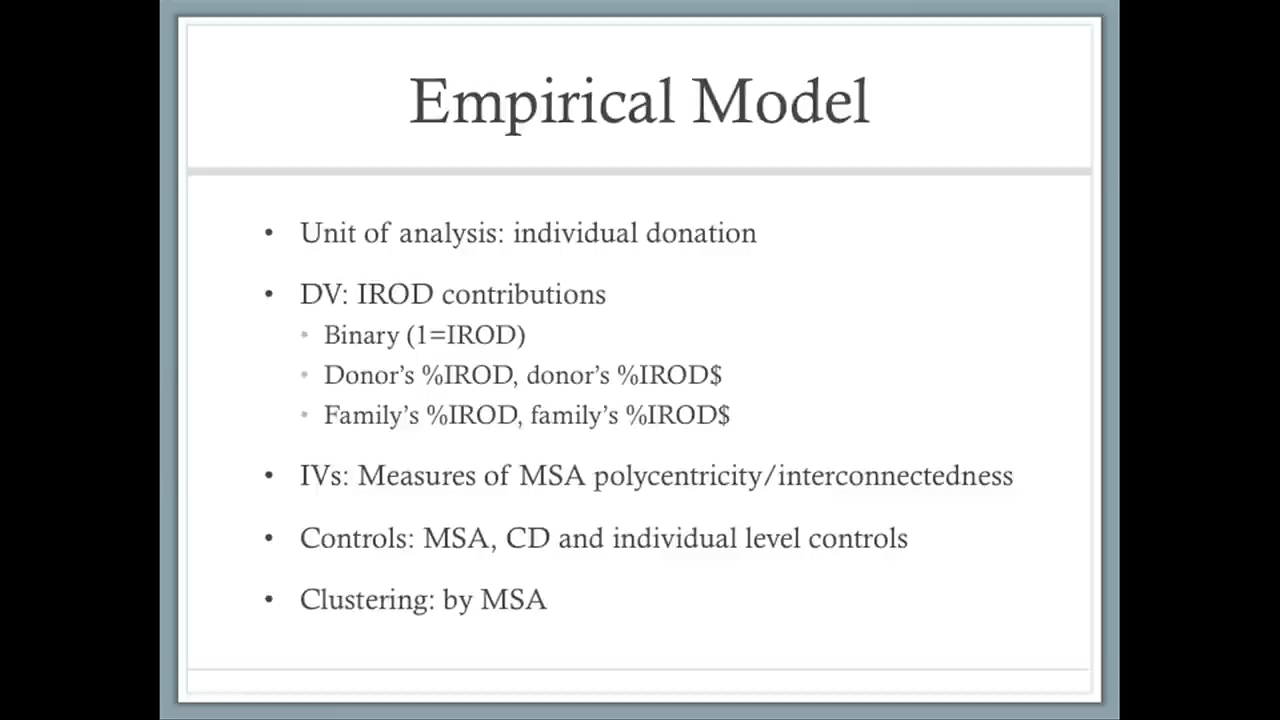 Empirical Model
• Unit of analysis: individual donation
• DV: IROD contributions
• Binary (1=IROD)
• Donor’s %IROD, donor’s %IROD$
• Family’s %IROD, family’s %IROD$
• IVs: Measures of MSA polycentricity/interconnectedness
• Controls: MSA, CD and individual level controls
• Clustering: by MSA